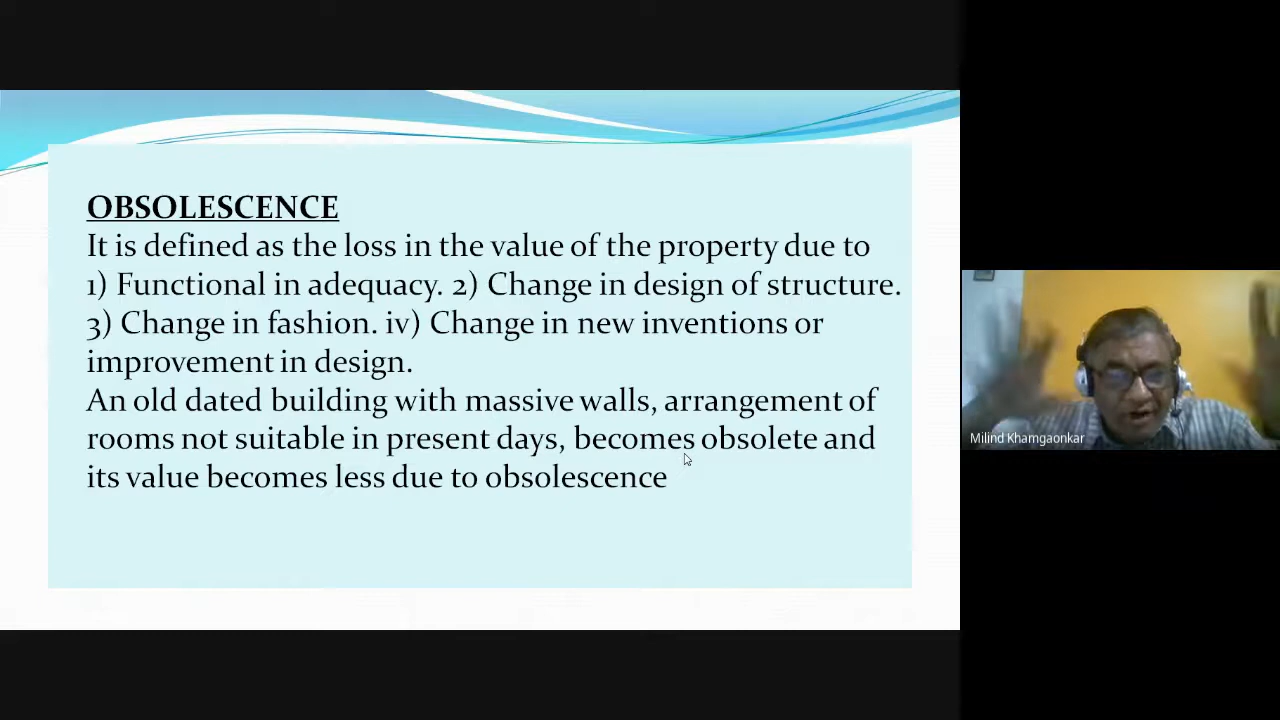 OBSOLESCENCE
It is defined as the loss in the value of the property due to
1) Functional in adequacy. 2) Change in design of structure.
3) Change in fashion. iv) Change in new inventions or
improvement in design.
An old dated building with massive walls, arrangement of
rooms not suitable in present days, becomes obsolete and
its value becomes less due to obsolescence
Milind Khamgaonkar